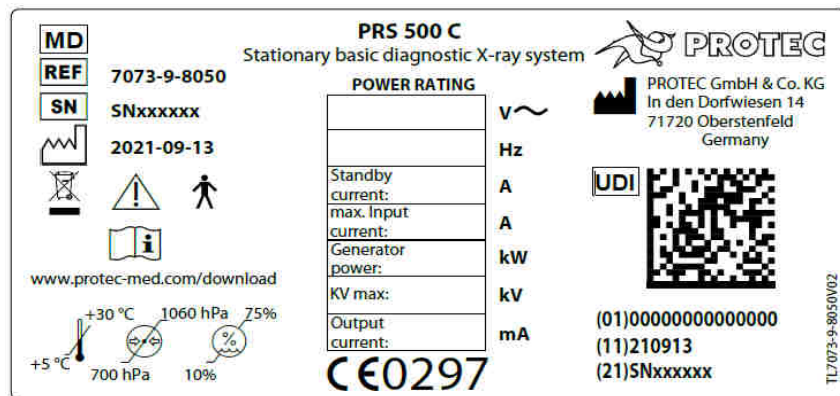 MD
REF 7073-9-8050
SN SNxxxxxx
2021-09-13
www.protec-med.com/download
+5 °C +30 °C
700 hPa 1060 hPa
10% 75%
PRS 500 C
Stationary basic diagnostic X-ray system
POWER RATING
V
Hz
Standby
current: A
max. Input
current: A
Generator
power: kW
KV max: kV
Output
current: mA
CE0297
PROTEC
PROTEC GmbH & Co. KG
In den Dorfwiesen 14
71720 Oberstenfeld
Germany
UDI
(01)00000000000000
(11)210913
(21)SNxxxxxx
TL7073-9-8050V02